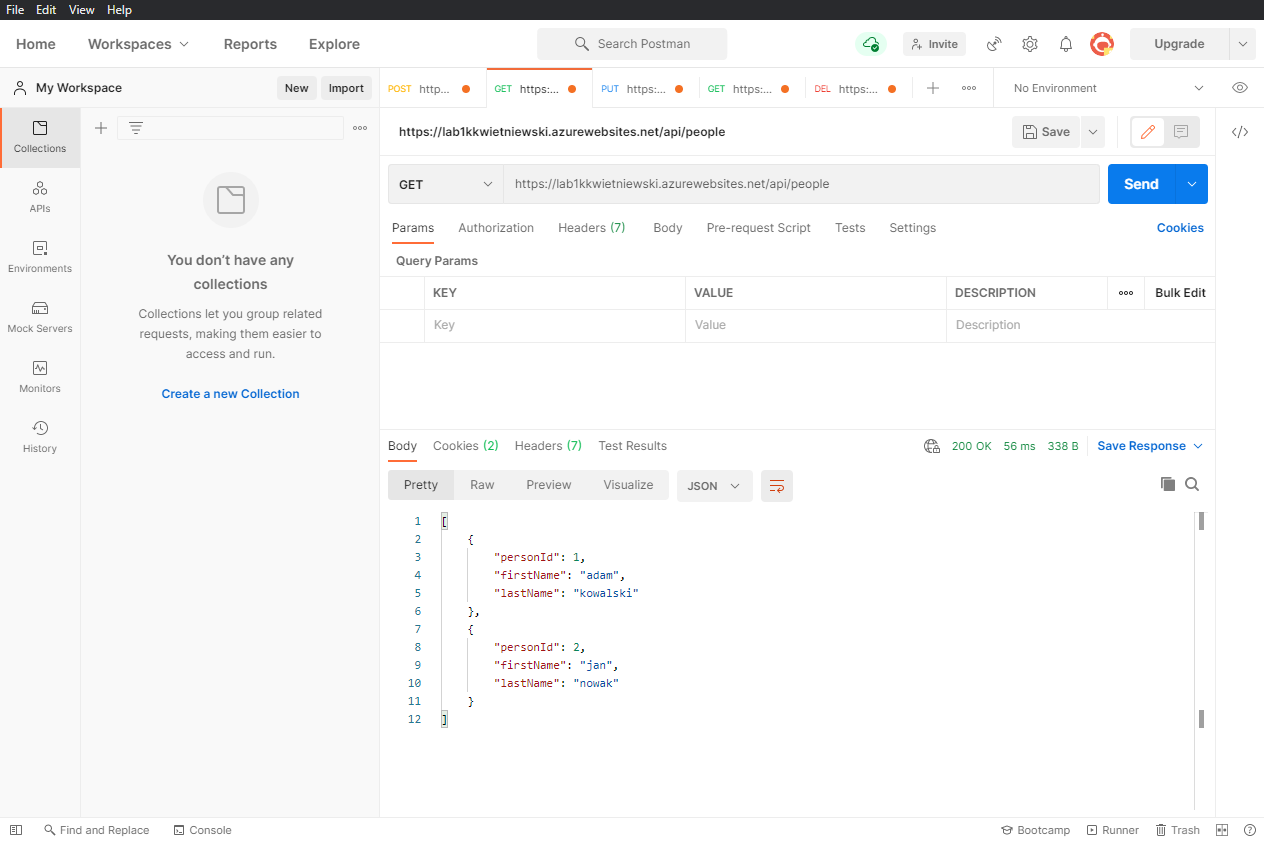 File Edit View Help
Home Workspaces Reports Explore Search Postman Invite Upgrade
My Workspace New Import POST http... GET https:... PUT https:... GET https:... DEL https:... No Environment
Collections
APIs
Environments
Mock Servers
Monitors
History
You don't have any
collections
Collections let you group related
requests, making them easier to
access and run.
Create a new Collection
https://lab1kkwietniewski.azurewebsites.net/api/people Save
GET https://lab1kkwietniewski.azurewebsites.net/api/people Send
Params Authorization Headers (7) Body Pre-request Script Tests Settings Cookies
Query Params
KEY VALUE DESCRIPTION Bulk Edit
Key Value Description
Body Cookies (2) Headers (7) Test Results 200 OK 56 ms 338 B Save Response
Pretty Raw Preview Visualize JSON
1 [
2 {
3 "personId": 1,
4 "firstName": "adam",
5 "lastName": "kowalski"
6 },
7 {
8 "personId": 2,
9 "firstName": "jan",
10 "lastName": "nowak"
11 }
12 ]
Find and Replace Console Bootcamp Runner Trash